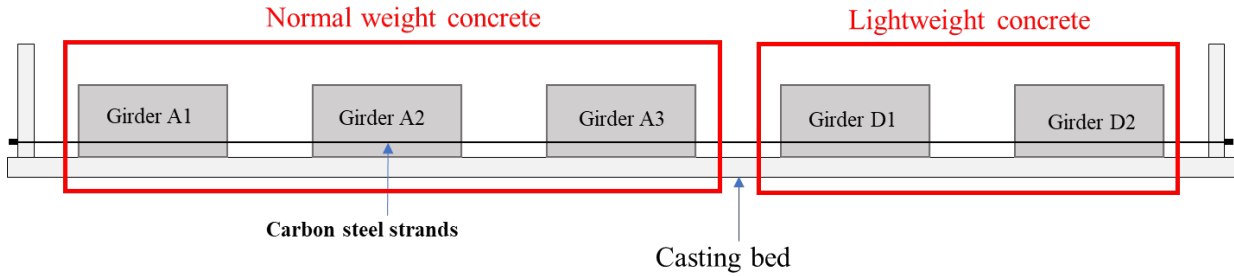 Normal weight concrete
Lightweight concrete
Girder A1
Girder A2
Girder A3
Girder D1
Girder D2
Carbon steel strands
Casting bed